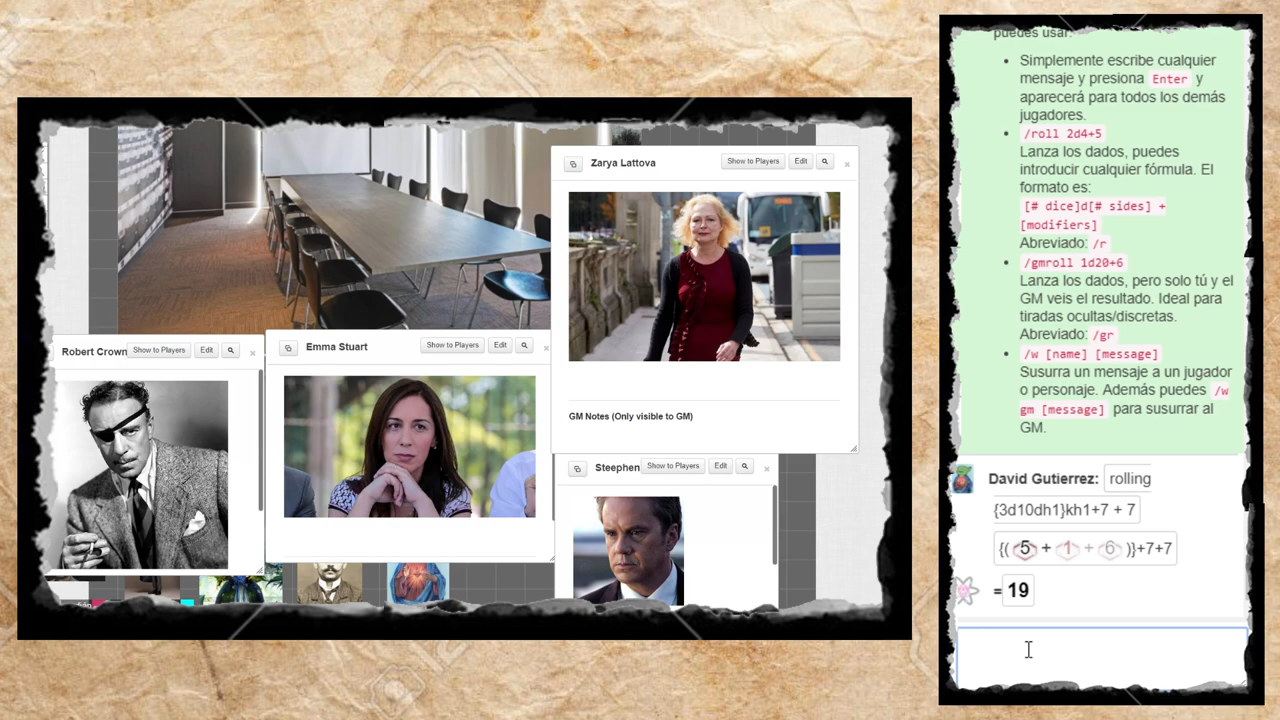 Zarya Lattova
Show to Players
Edit
GM Notes (Only visible to GM)
Robert Crown
Show to Players
Edit
Emma Stuart
Show to Players
Edit
Steephen
Show to Players
Edit
puedes usar:
• Simplemente escribe cualquier
mensaje y presiona Enter y
aparecerá para todos los demás
jugadores.
• /roll 2d4+5
Lanza los dados, puedes
introducir cualquier fórmula. El
formato es:
[# dice]d[# sides] +
[modifiers]
Abreviado: /r
• /gmroll 1d20+6
Lanza los dados, pero solo tú y el
GM veis el resultado. Ideal para
tiradas ocultas/discretas.
Abreviado: /gr
• /w [name] [message]
Susurra un mensaje a un jugador
o personaje. Además puedes /w
gm [message] para susurrar al
GM.
David Gutierrez: rolling
{3d10dh1}kh1+7 + 7
{(5+1+6)}+7+7
=19